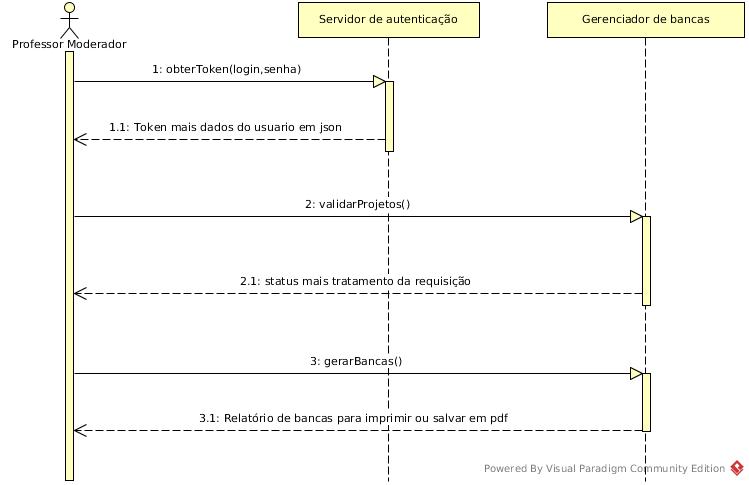 Servidor de autenticação
Gerenciador de bancas
Professor Moderador
1: obterToken(login,senha)
1.1: Token mais dados do usuario em json
2: validarProjetos()
2.1: status mais tratamento da requisição
3: gerarBancas()
3.1: Relatório de bancas para imprimir ou salvar em pdf
Powered By Visual Paradigm Community Edition